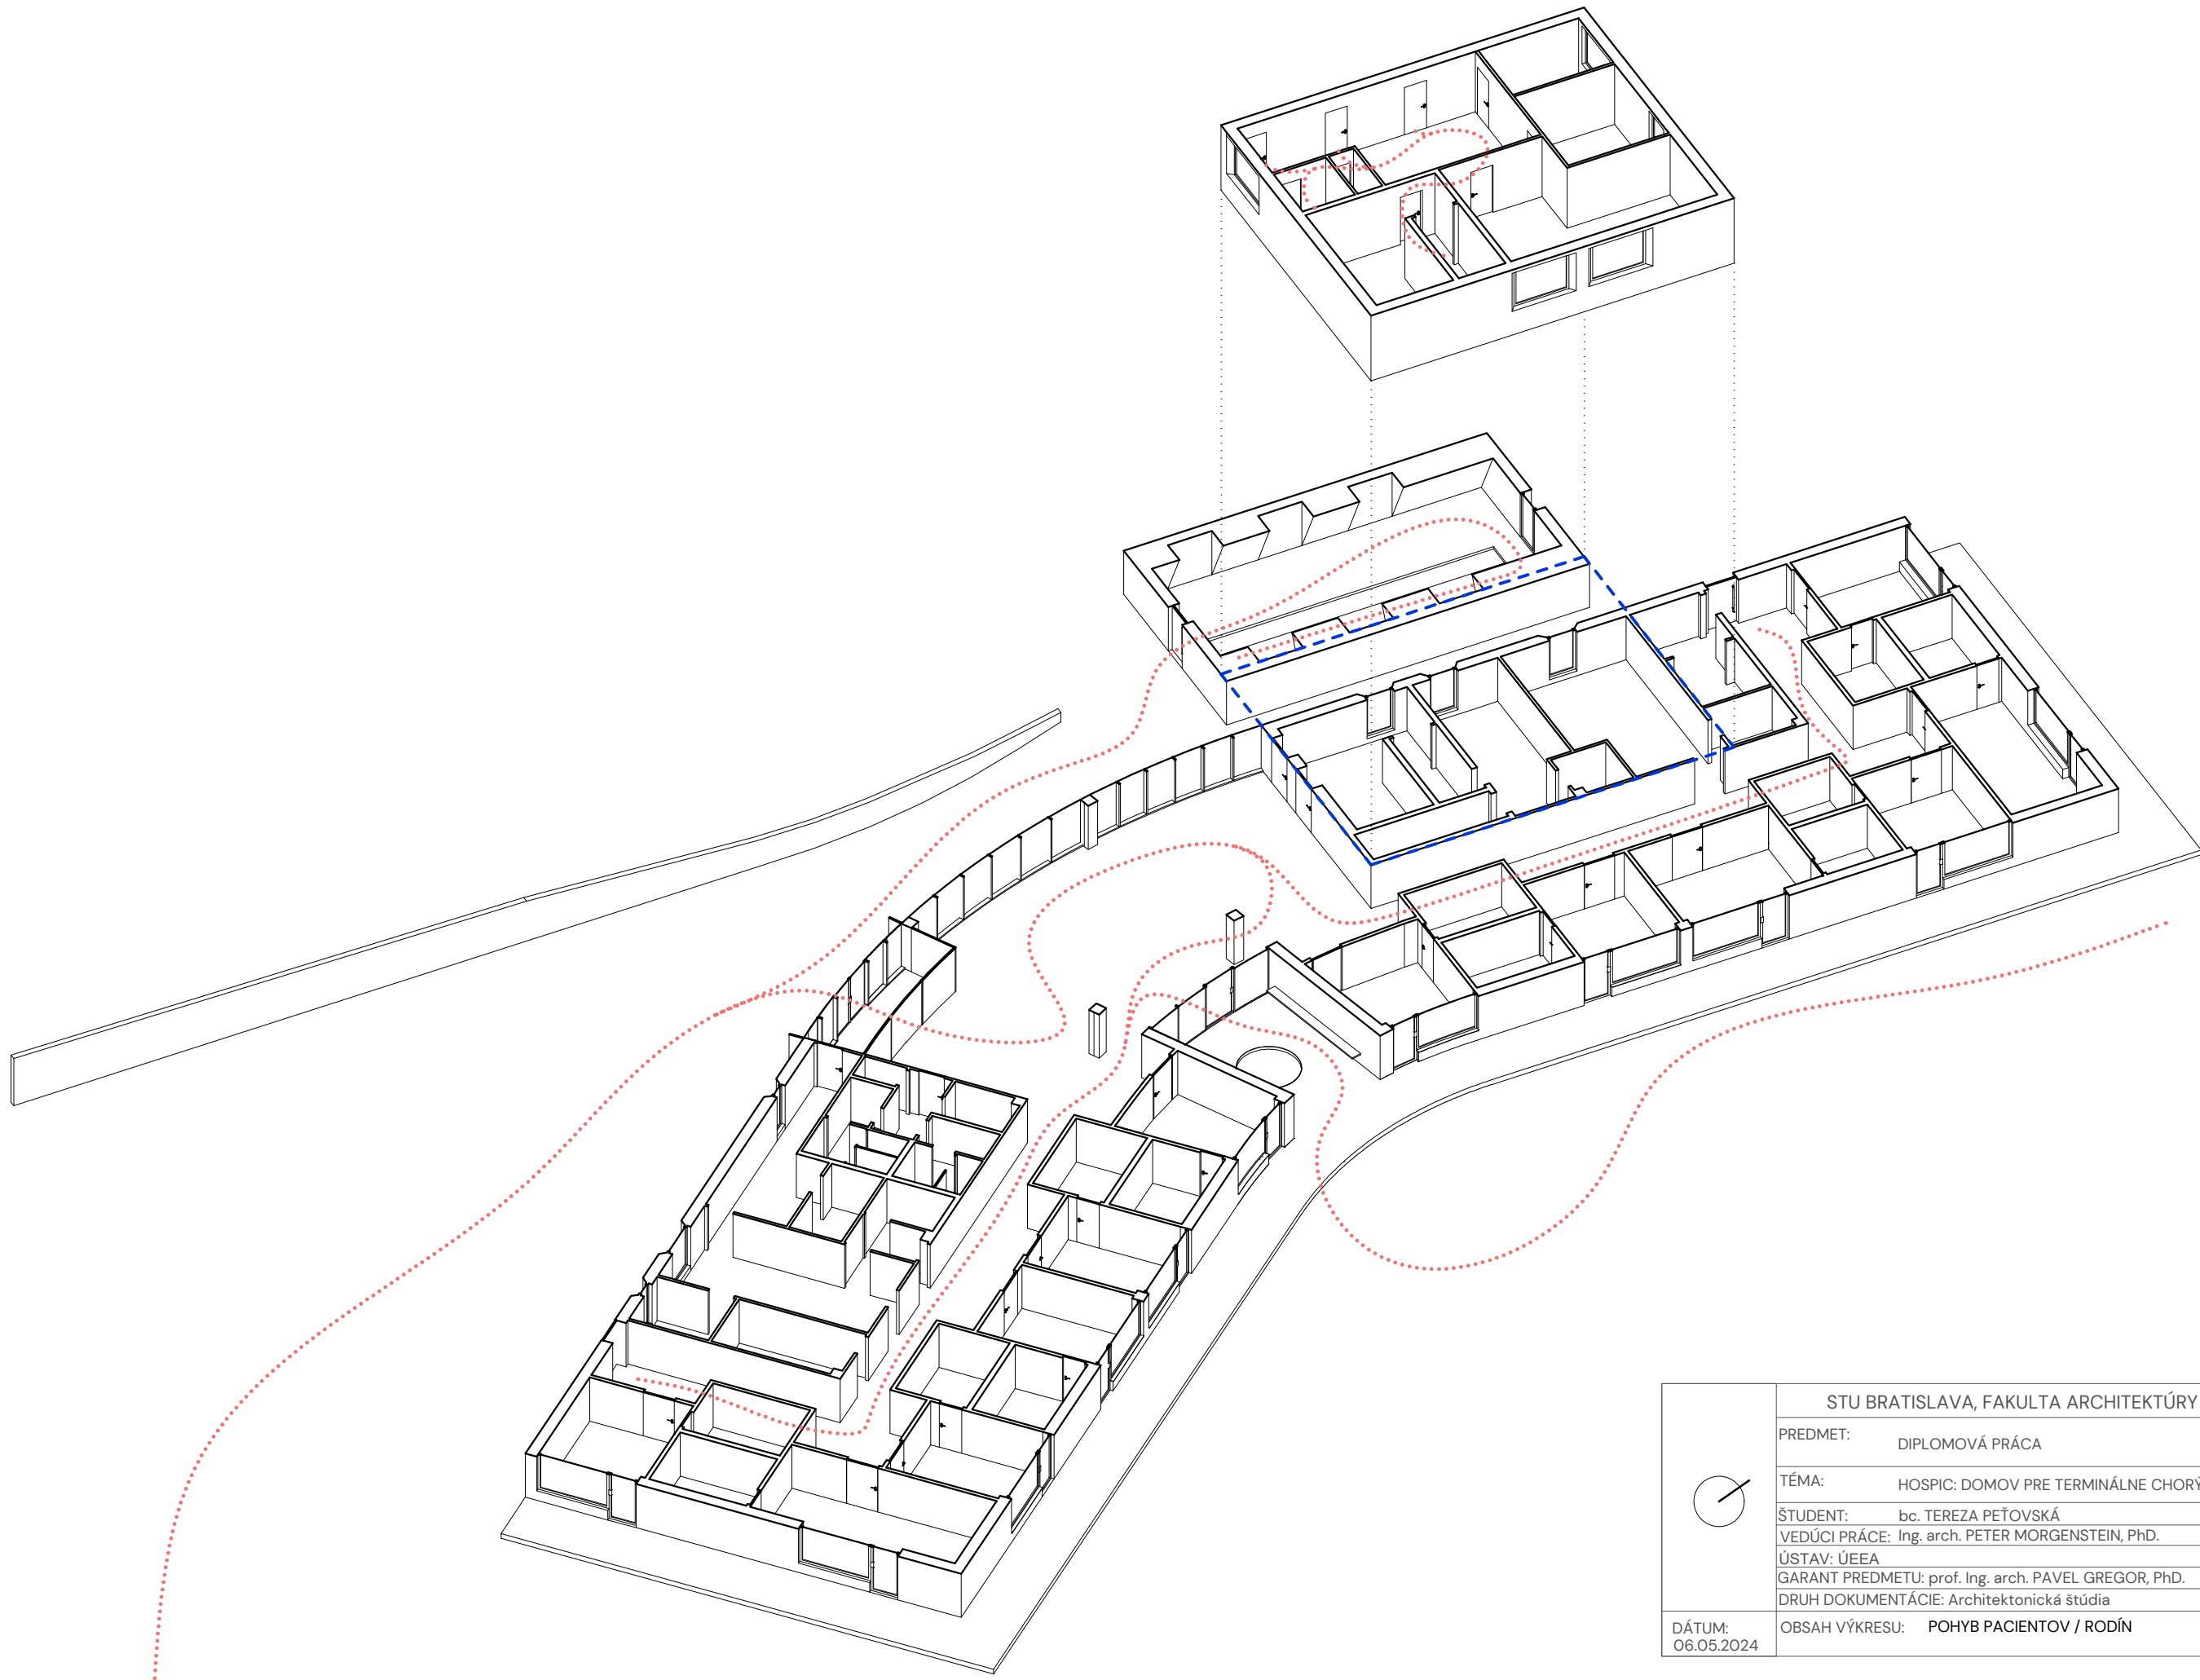 STU BRATISLAVA, FAKULTA ARCHITEKTÚRY
PREDMET: DIPLOMOVÁ PRÁCA
TÉMA: HOSPIC: DOMOV PRE TERMINÁLNE
ŠTUDENT: bc. TEREZA PEŤOVSKÁ
VEDÚCI PRÁCE: Ing. arch. PETER MORGENSTEIN, PhD.
ÚSTAV: ÚEEA
GARANT PREDMETU: prof. Ing. arch. PAVEL GREGOR, PhD.
DRUH DOKUMENTÁCIE: Architektonická štúdia
DÁTUM:
06.05.2024
OBSAH VÝKRESU: POHYB PACIENTOV / RODÍN